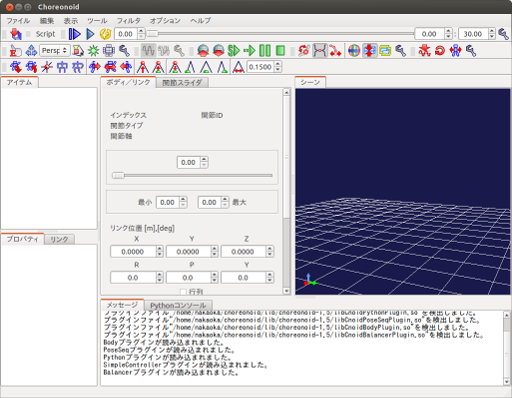 Choreonoid
ファイル 編集 表示 ツール フィルタ オプション ヘルプ
Script 0.00 0.00 30.00
Persp
0.1500
アイテム
ボディ/リンク 関節スライダ
シーン
インデックス 関節ID
関節タイプ
関節軸
0.00
最小 0.00 0.00 最大
リンク位置 [m],[deg]
X Y Z
0.0000 0.0000 0.0000
R P Y
0.0 0.0 0.0
行列
プロパティ リンク
メッセージ Pythonコンソール
プラグインファイル"/home/nakaoka/choreonoid/lib/choreonoid-1.5/libCnoidPythonPlugin.so"を検出しました。
プラグインファイル"/home/nakaoka/choreonoid/lib/choreonoid-1.5/libCnoidPoseSeqPlugin.so"を検出しました。
プラグインファイル"/home/nakaoka/choreonoid/lib/choreonoid-1.5/libCnoidBodyPlugin.so"を検出しました。
プラグインファイル"/home/nakaoka/choreonoid/lib/choreonoid-1.5/libCnoidBalancerPlugin.so"を検出しました。
Bodyプラグインが読み込まれました。
PoseSeqプラグインが読み込まれました。
Pythonプラグインが読み込まれました。
SimpleControllerプラグインが読み込まれました。
Balancerプラグインが読み込まれました。